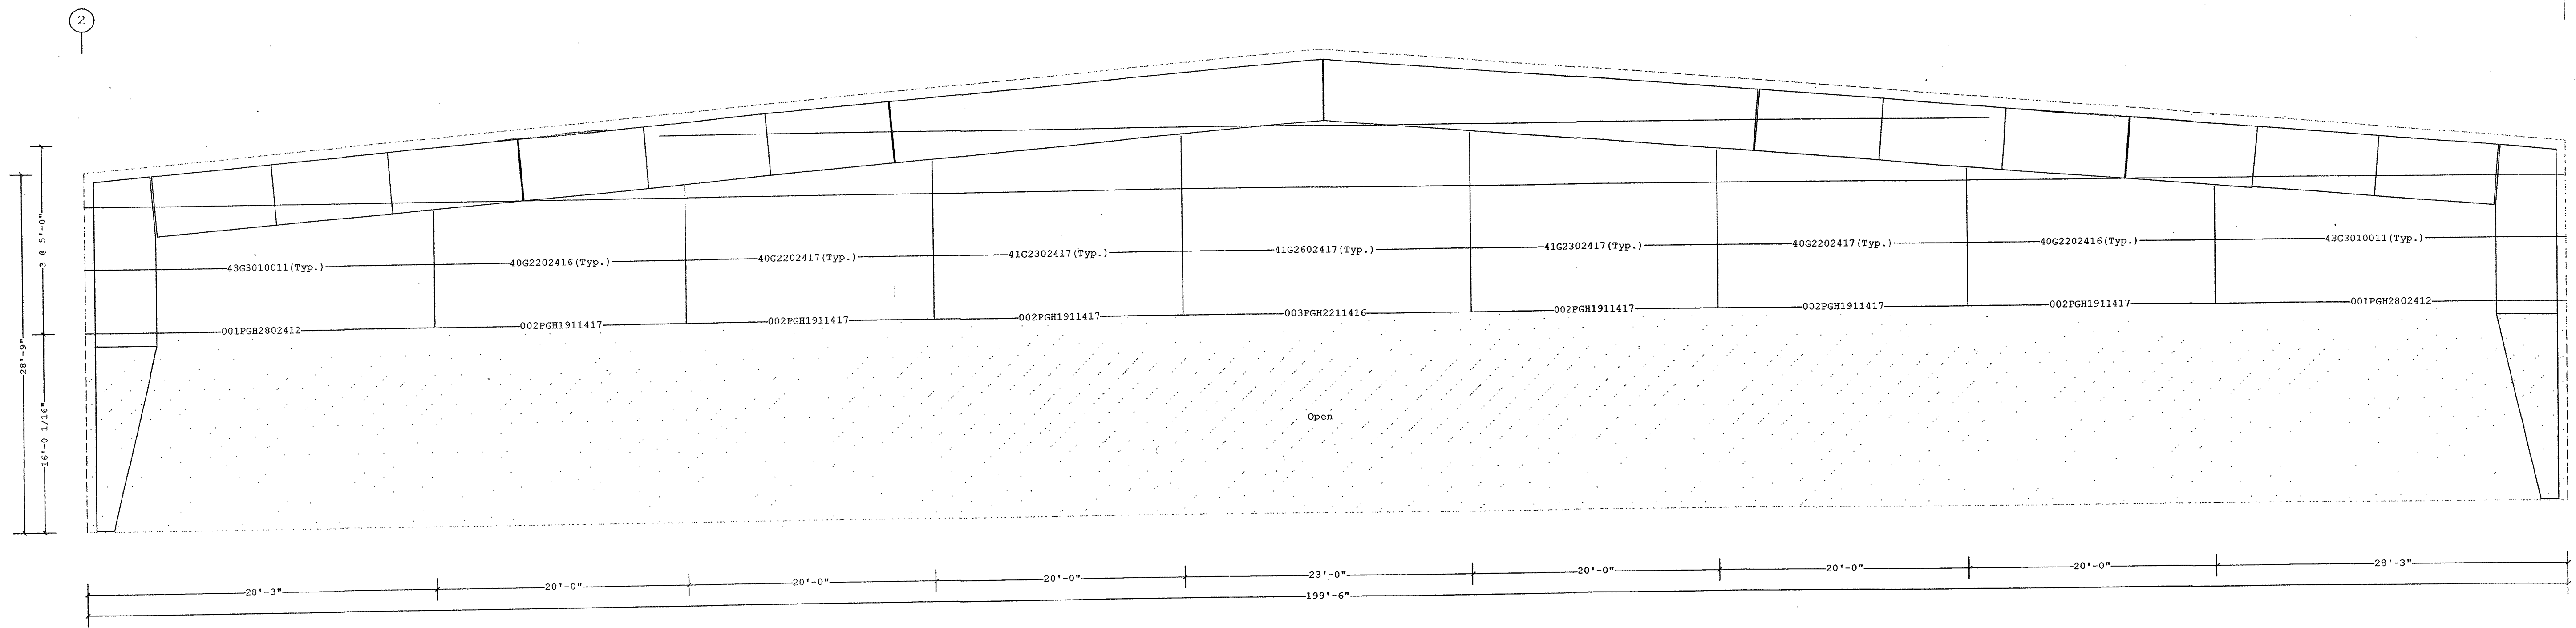 2
43G3010011(Typ.)
40G2202416(Typ.)
40G2202417(Typ.)
41G2302417(Typ.)
41G2602417(Typ.)
41G2302417(Typ.)
40G2202417(Typ.)
40G2202416(Typ.)
43G3010011(Typ.)
3 @ 5'-0"
001PGH2802412
002PGH1911417
002PGH1911417
002PGH1911417
003PGH2211416
002PGH1911417
002PGH1911417
002PGH1911417
001PGH2802412
28'-9"
16'-0 1/16"
Open
28'-3"
20'-0"
20'-0"
20'-0"
23'-0"
20'-0"
20'-0"
20'-0"
28'-3"
199'-6"